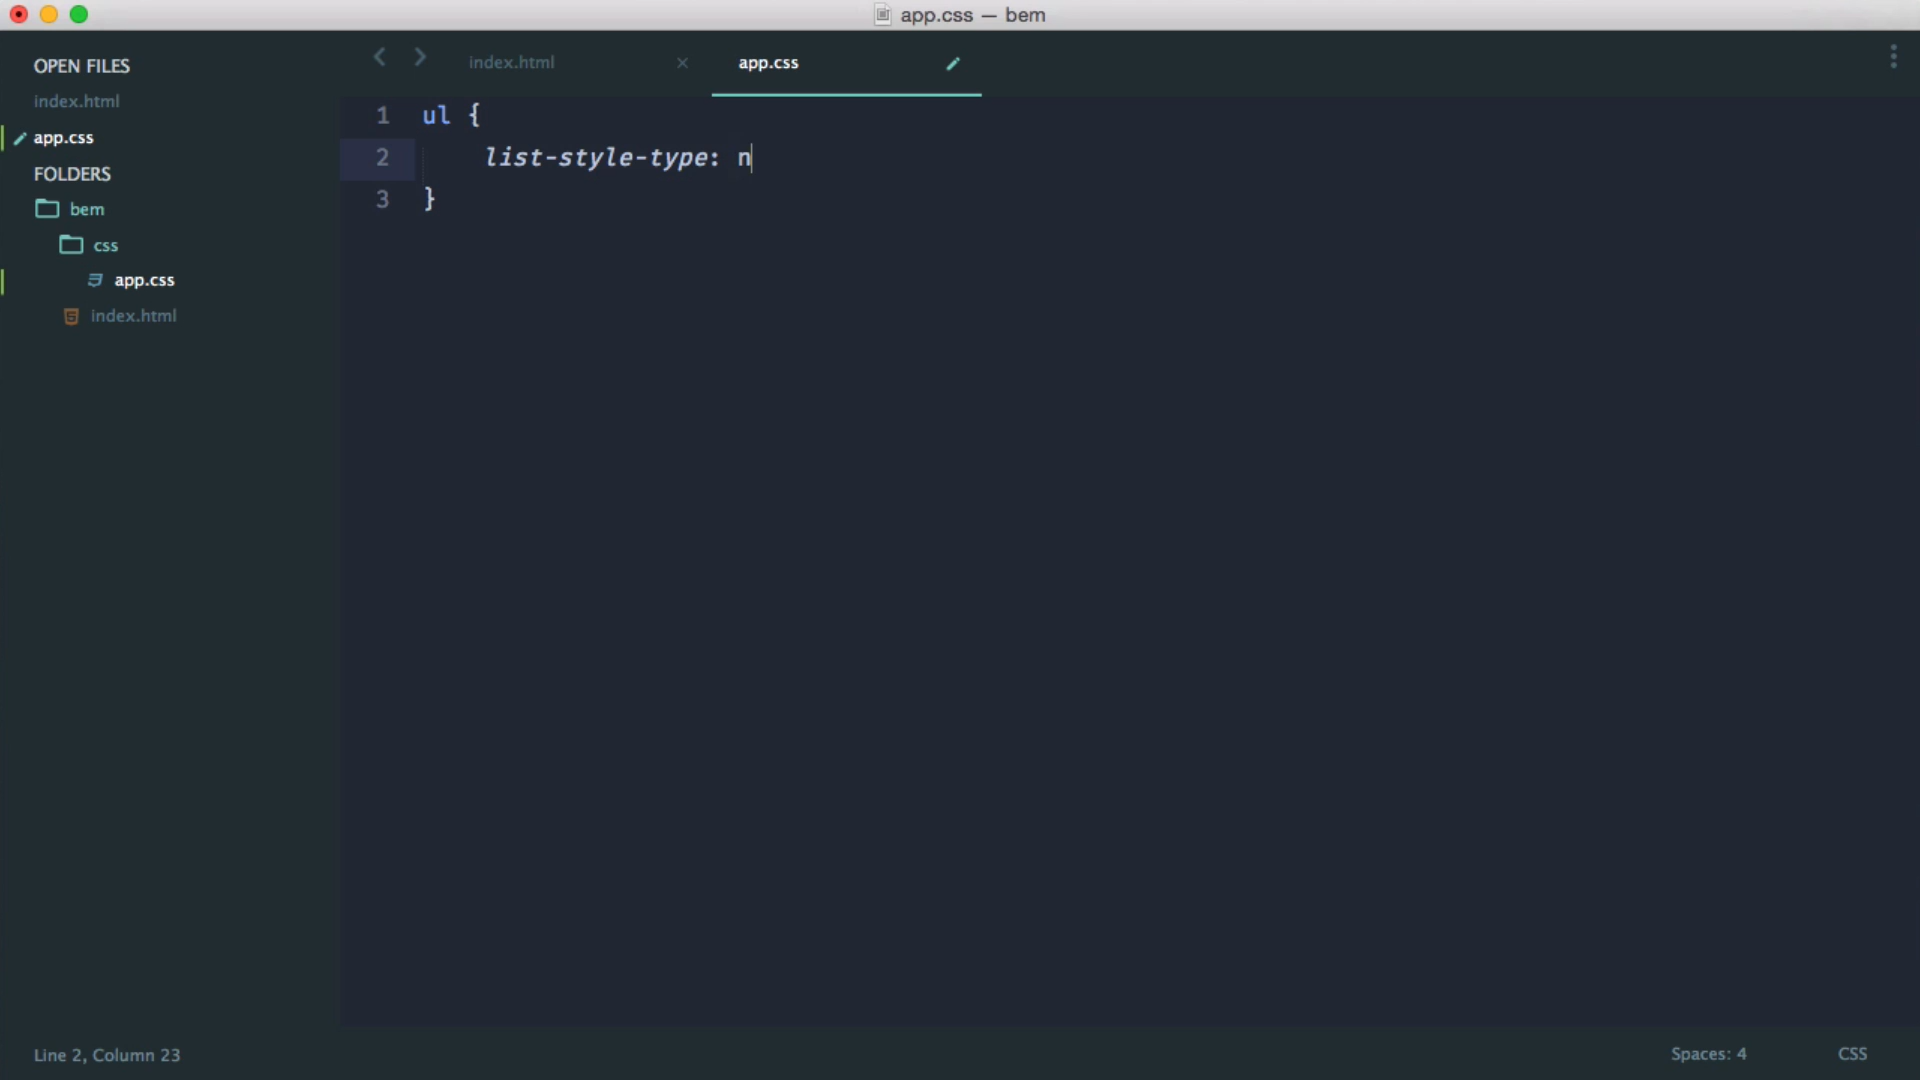 app.css — bem
OPEN FILES
index.html
app.css
FOLDERS
bem
css
app.css
index.html
index.html
app.css
1 ul {
2 list-style-type: n
3 }
Line 2, Column 23
Spaces: 4
CSS